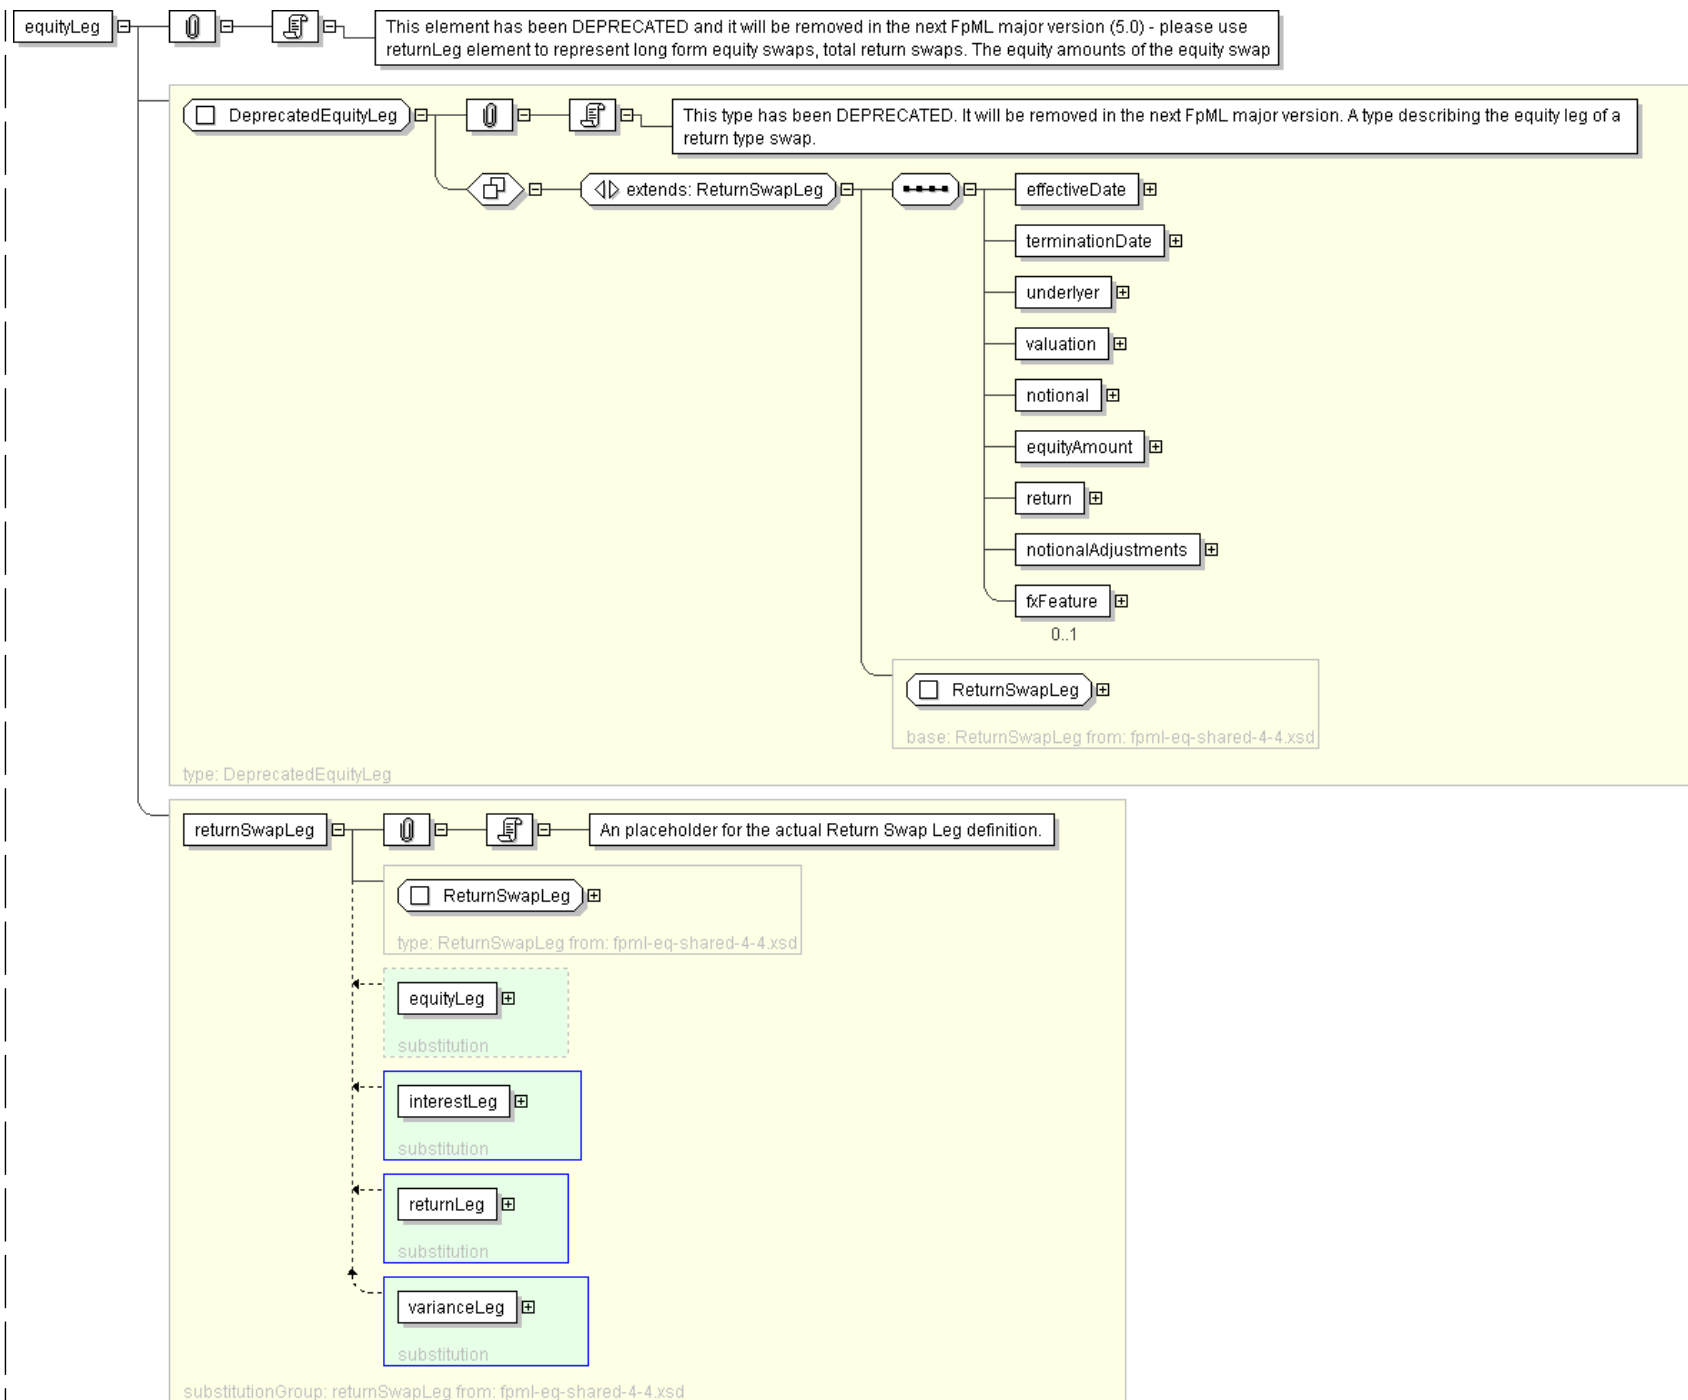 equityLeg
This element has been DEPRECATED and it will be removed in the next FpML major version (5.0) - please use
returnLeg element to represent long form equity swaps, total return swaps. The equity amounts of the equity swap
DeprecatedEquityLeg
This type has been DEPRECATED. It will be removed in the next FpML major version. A type describing the equity leg of a
return type swap.
extends: ReturnSwapLeg
effectiveDate
terminationDate
underlyer
valuation
notional
equityAmount
return
notionalAdjustments
fxFeature
0..1
ReturnSwapLeg
base: ReturnSwapLeg from: fpml-eq-shared-4-4.xsd
type: DeprecatedEquityLeg
returnSwapLeg
An placeholder for the actual Return Swap Leg definition.
ReturnSwapLeg
type: ReturnSwapLeg from: fpml-eq-shared-4-4.xsd
equityLeg
substitution
interestLeg
substitution
returnLeg
substitution
varianceLeg
substitution
substitutionGroup: returnSwapLeg from: fpml-eq-shared-4-4.xsd